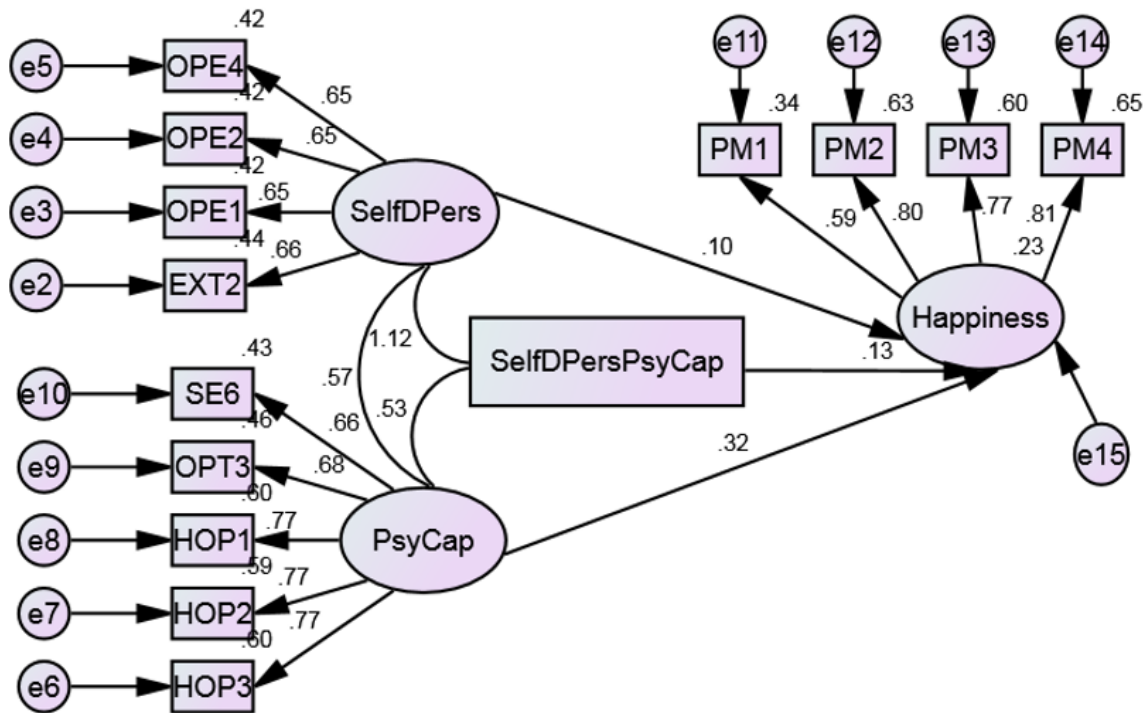 .42
e5
OPE4
.65
.42
e4
OPE2
.65
.42
e3
OPE1
.65
.44
e2
EXT2
.66
SelfDPers
.43
e10
SE6
.66
.46
e9
OPT3
.68
.60
e8
HOP1
.77
.59
e7
HOP2
.77
.60
e6
HOP3
.77
PsyCap
1.12
.57
.53
SelfDPersPsyCap
.10
.13
.32
e11
e12
e13
e14
.34
.63
.60
.65
PM1
PM2
PM3
PM4
.59
.80
.77
.81
.23
Happiness
e15